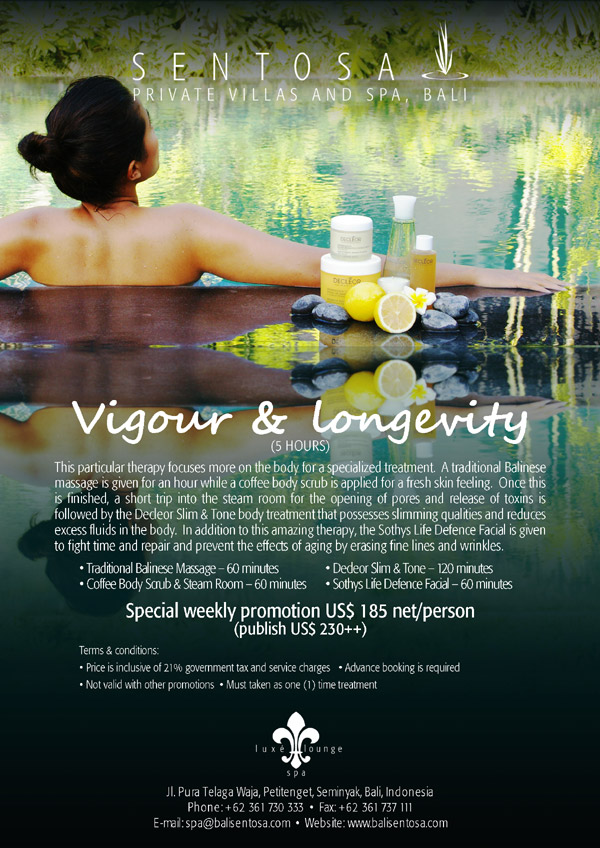 SENTOSA
PRIVATE VILLAS AND SPA, BALI
DECLÉOR
DECLÉOR
Vigour & longevity
(5 HOURS)
This particular therapy focuses more on the body for a specialized treatment. A traditional Balinese
massage is given for an hour while a coffee body scrub is applied for a fresh skin feeling. Once this
is finished, a short trip into the steam room for the opening of pores and release of toxins is
followed by the Decleor Slim & Tone body treatment that possesses slimming qualities and reduces
excess fluids in the body. In addition to this amazing therapy, the Sothys Life Defence Facial is given
to fight time and repair and prevent the effects of aging by erasing fine lines and wrinkles.
• Traditional Balinese Massage – 60 minutes • Decleor Slim & Tone – 120 minutes
• Coffee Body Scrub & Steam Room – 60 minutes • Sothys Life Defence Facial – 60 minutes
Special weekly promotion US$ 185 net/person
(publish US$ 230++)
Terms & conditions:
• Price is inclusive of 21% government tax and service charges • Advance booking is required
• Not valid with other promotions • Must taken as one (1) time treatment
luxe lounge
spa
Jl. Pura Telaga Waja, Petitenget, Seminyak, Bali, Indonesia
Phone: +62 361 730 333 • Fax: +62 361 737 111
E-mail: spa@balisentosa.com • Website: www.balisentosa.com